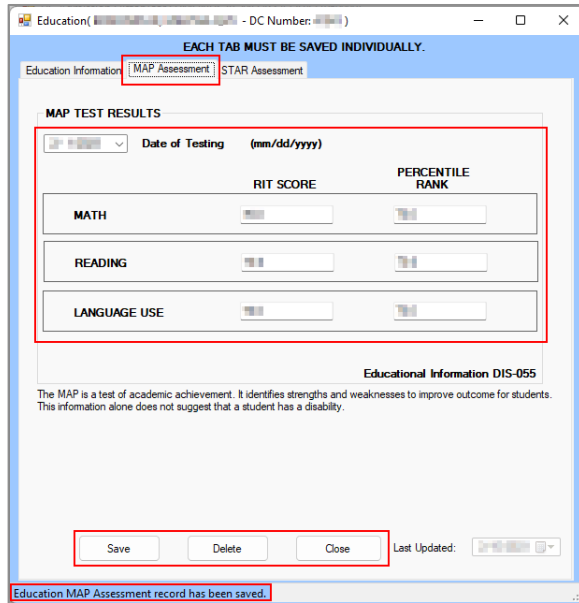 Education( - DC Number: )
EACH TAB MUST BE SAVED INDIVIDUALLY.
Education Information MAP Assessment STAR Assessment
MAP TEST RESULTS
Date of Testing (mm/dd/yyyy)
RIT SCORE PERCENTILE RANK
MATH
READING
LANGUAGE USE
Educational Information DIS-055
The MAP is a test of academic achievement. It identifies strengths and weaknesses to improve outcome for students.
This information alone does not suggest that a student has a disability.
Save Delete Close Last Updated:
Education MAP Assessment record has been saved.